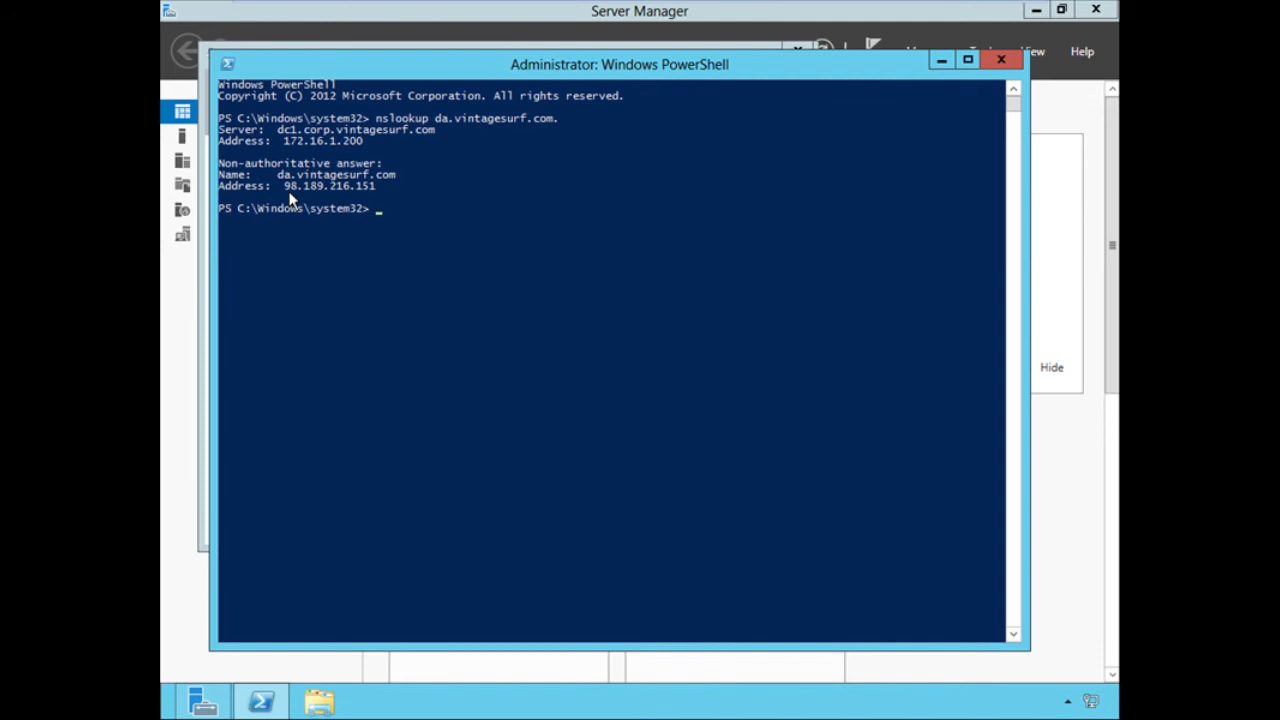 Server Manager
View
Help
Administrator: Windows PowerShell
Windows PowerShell
Copyright (C) 2012 Microsoft Corporation. All rights reserved.
PS C:\Windows\system32> nslookup da.vintagesurf.com.
Server: dc1.corp.vintagesurf.com
Address: 172.16.1.200
Non-authoritative answer:
Name: da.vintagesurf.com
Address: 98.189.216.151
PS C:\Windows\system32>
Hide